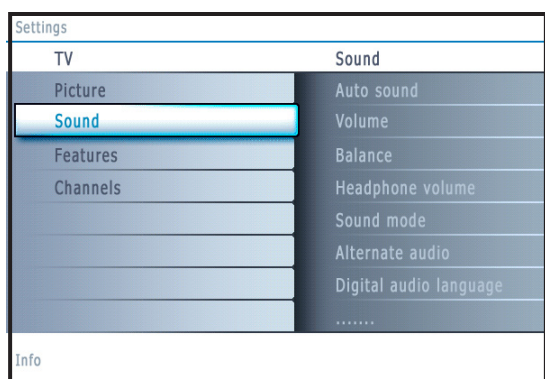 Settings
TV
Sound
Picture
Auto sound
Sound
Volume
Features
Balance
Channels
Headphone volume
Sound mode
Alternate audio
Digital audio language
.......
Info